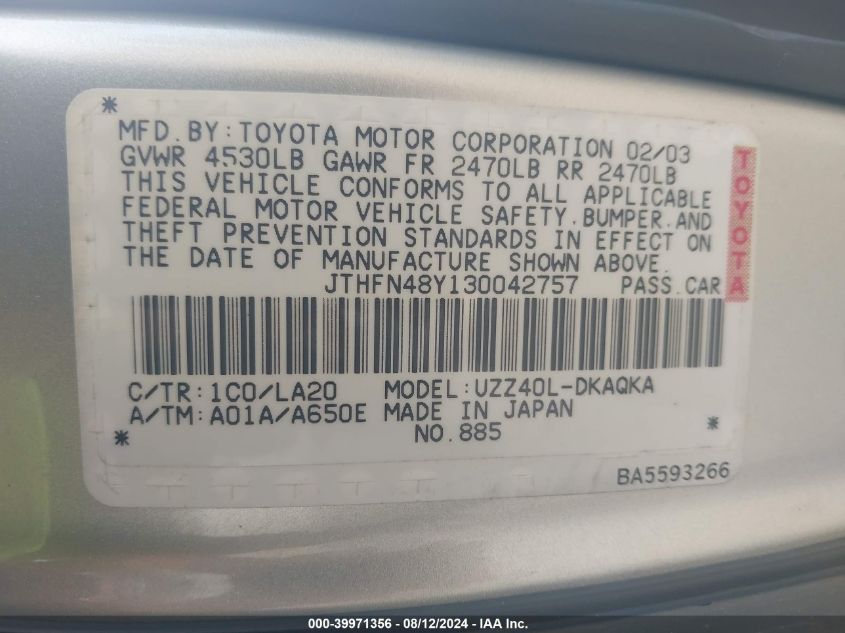 MFD.BY:TOYOTA MOTOR CORPORATION 02/03
GVWR 4530LB GAWR FR 2470LB RR 2470LB
THIS VEHICLE CONFORMS TO ALL APPLICABLE
FEDERAL MOTOR VEHICLE SAFETY.BUMPER.AND
THEFT PREVENTION STANDARDS IN EFFECT ON
THE DATE OF MANUFACTURE SHOWN ABOVE.
JTHFN48Y130042757 PASS.CAR
TOYOTA
C/TR:1C0/LA20 MODEL:UZZ40L-DKAQKA
A/TM:A01A/A650E MADE IN JAPAN
NO.885
BA5593266
000-39971356 - 08/12/2024 - IAAI Inc.